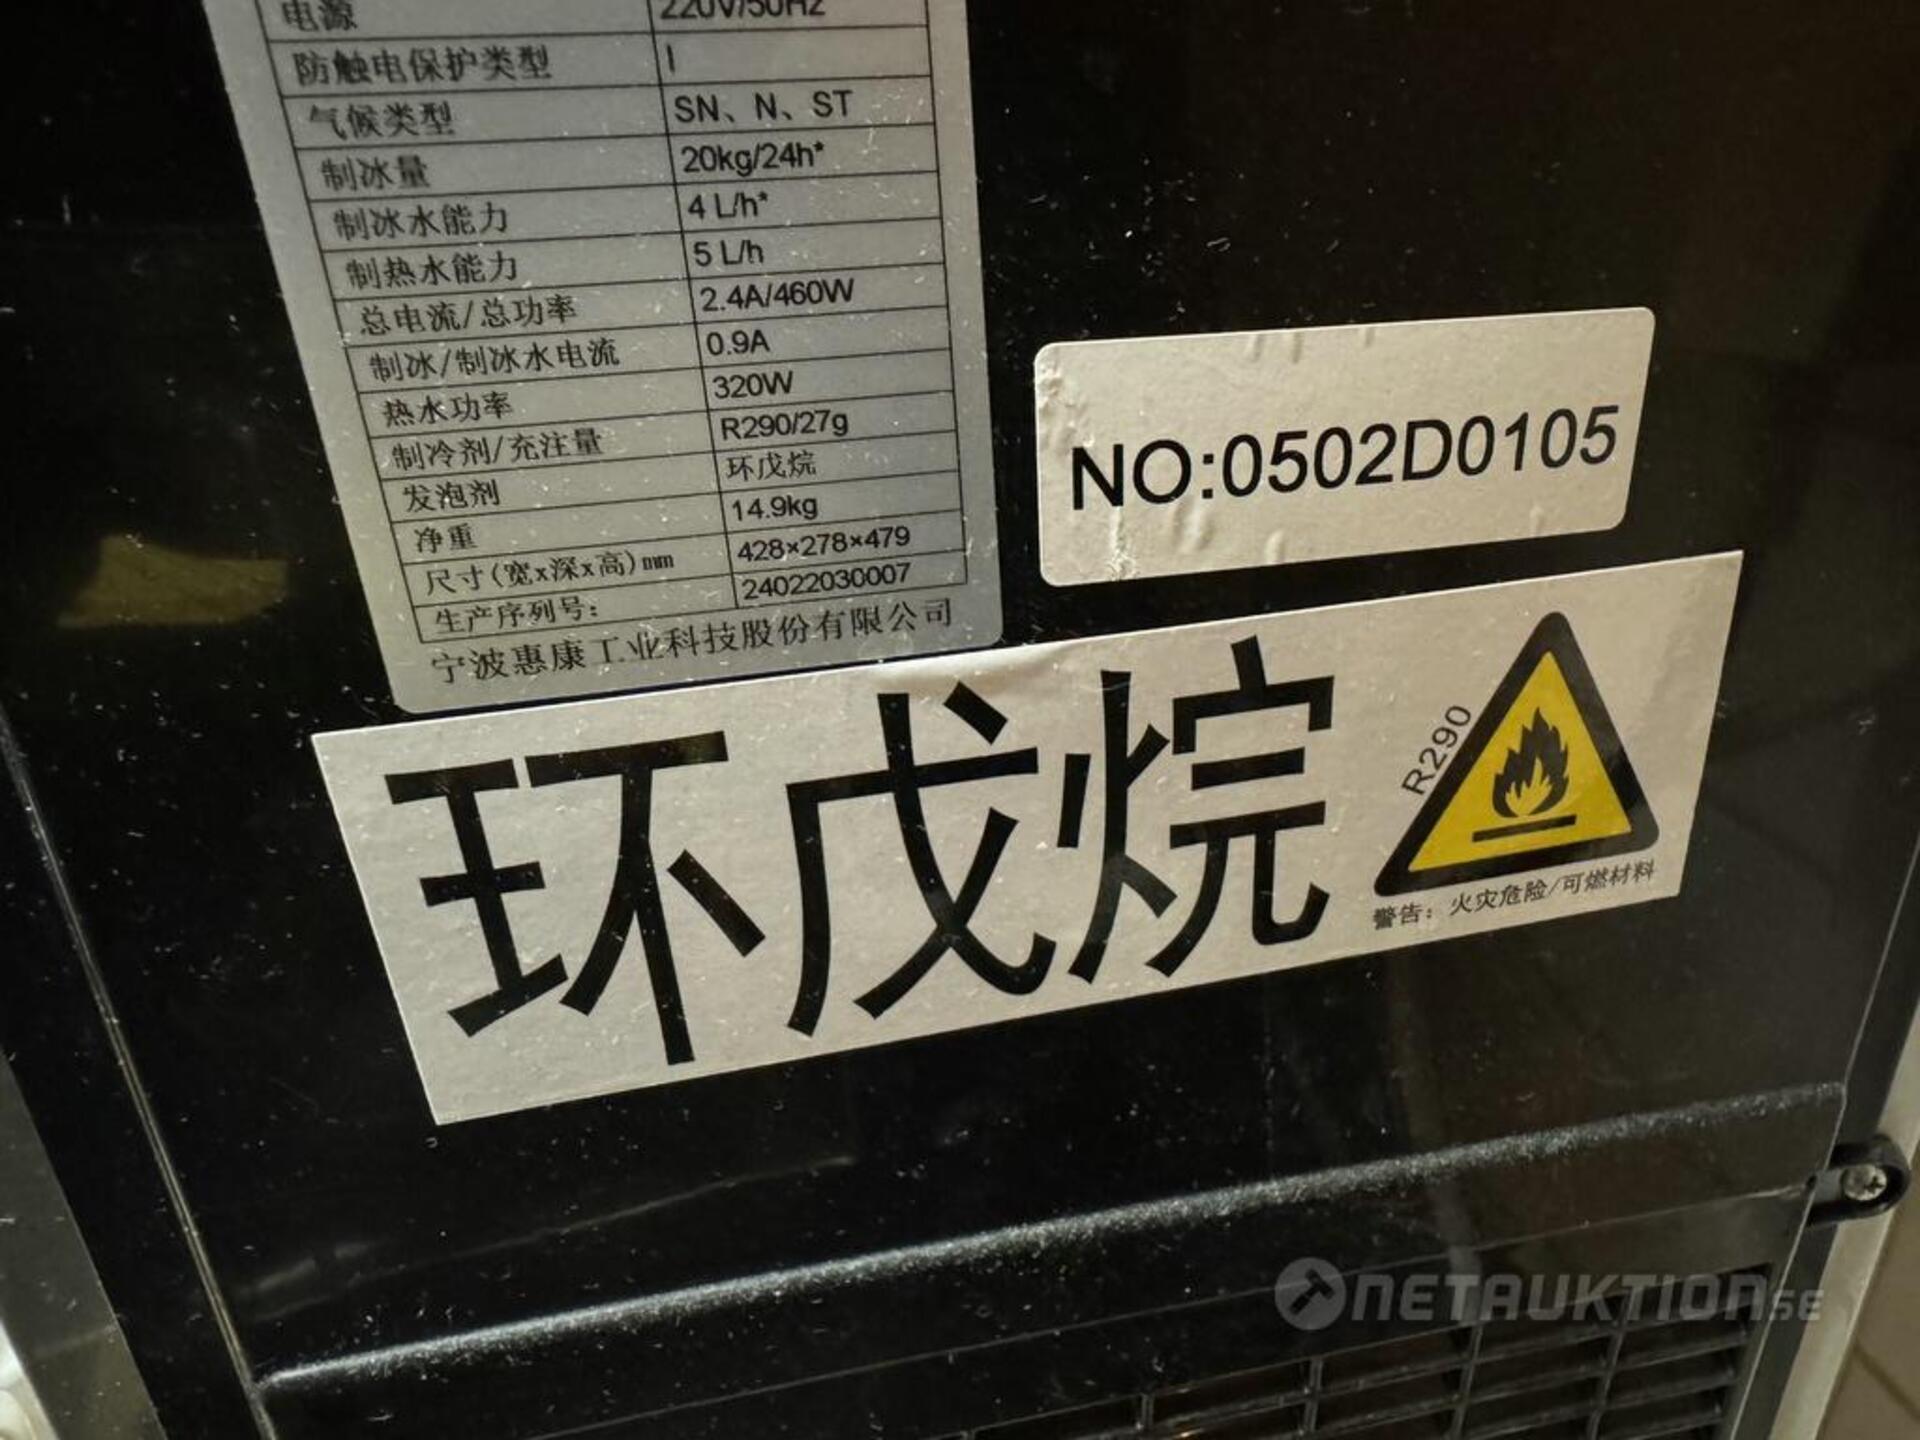 电源 220V/50Hz
防触电保护类型 I
气候类型 SN、N、ST
制冰量 20kg/24h*
制冰水能力 4 L/h*
制热水能力 5 L/h
总电流/总功率 2.4A/460W
制冰/制冰水电流 0.9A
热水功率 320W
制冷剂/充注量 R290/27g
发泡剂 环戊烷
净重 14.9kg
尺寸(宽x深x高)mm 428×278×479
生产序列号: 24022030007
宁波惠康工业科技股份有限公司
NO:0502D0105
环戊烷
R290
警告：火灾危险/可燃材料
NETAUKTION.SE